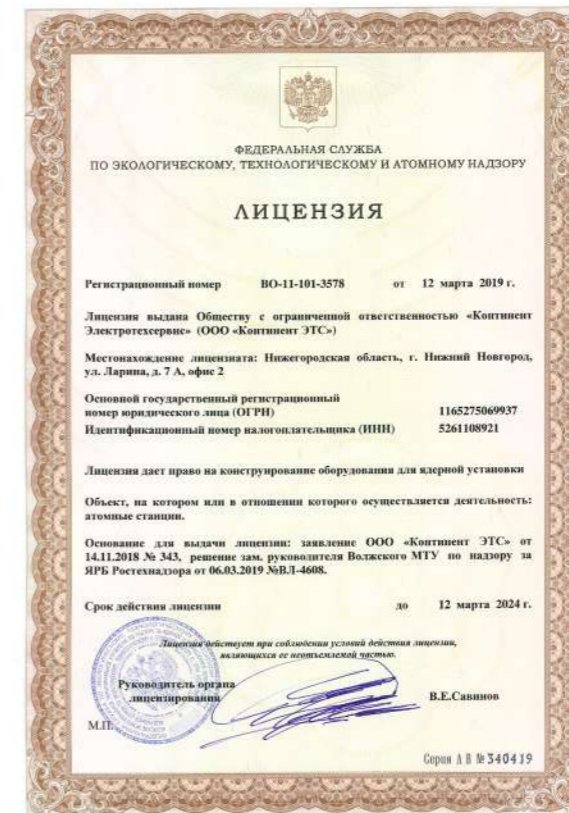 ФЕДЕРАЛЬНАЯ СЛУЖБА
ПО ЭКОЛОГИЧЕСКОМУ, ТЕХНОЛОГИЧЕСКОМУ И АТОМНОМУ НАДЗОРУ
ЛИЦЕНЗИЯ
Регистрационный номер ВО-11-101-3578 от 12 марта 2019 г.
Лицензия выдана Обществу с ограниченной ответственностью «Континент
Электротехсервис» (ООО «Континент ЭТС»)
Местонахождение лицензиата: Нижегородская область, г. Нижний Новгород,
ул. Ларина, д. 7 А, офис 2
Основной государственный регистрационный
номер юридического лица (ОГРН) 1165275069937
Идентификационный номер налогоплательщика (ИНН) 5261108921
Лицензия дает право на конструирование оборудования для ядерной установки
Объект, на котором или в отношении которого осуществляется деятельность:
атомные станции.
Основание для выдачи лицензии: заявление ООО «Континент ЭТС» от
14.11.2018 № 343, решение зам. руководителя Волжского МТУ по надзору за
ЯРБ Ростехнадзора от 06.03.2019 №ВЛ-4608.
Срок действия лицензии до 12 марта 2024 г.
Лицензия действует при соблюдении условий действия лицензии,
являющихся ее неотъемлемой частью.
Руководитель органа
лицензирования В.Е.Савинов
М.П.
Серия А В № 340419